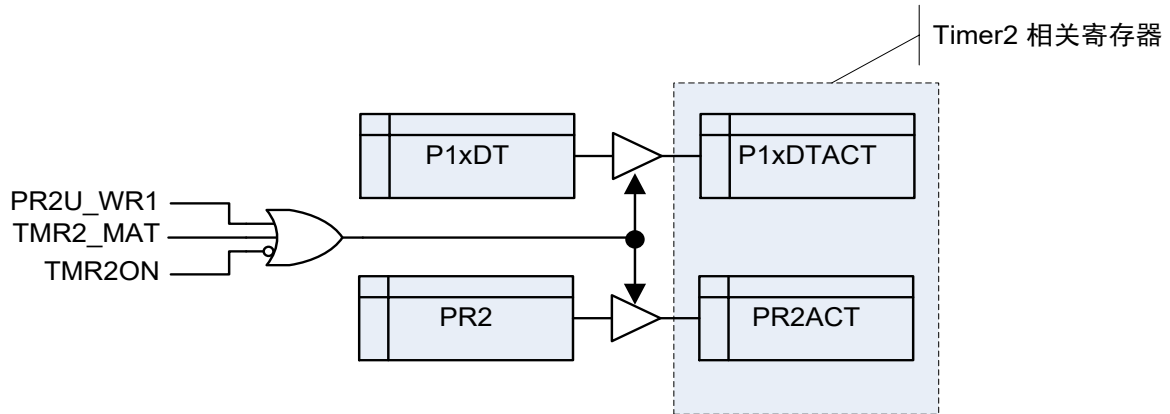 Timer2 相关寄存器
P1xDT
P1xDTACT
PR2U_WR1
TMR2_MAT
TMR2ON
PR2
PR2ACT